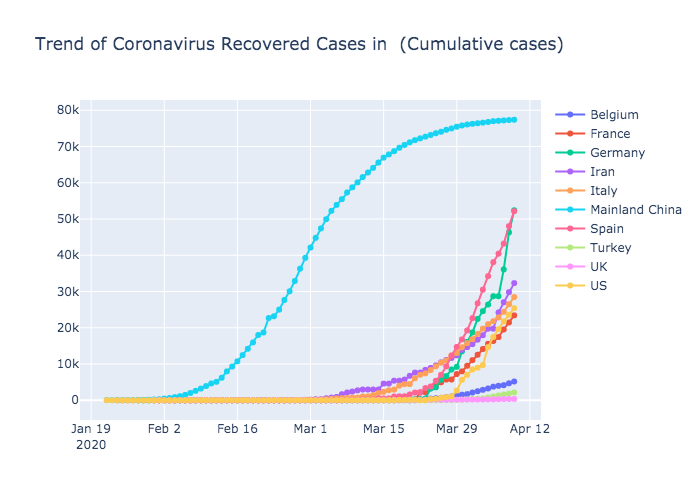 Trend of Coronavirus Recovered Cases in  (Cumulative cases)
80k
70k
60k
50k
40k
30k
20k
10k
0
Jan 19
2020
Feb 2
Feb 16
Mar 1
Mar 15
Mar 29
Apr 12
Belgium
France
Germany
Iran
Italy
Mainland China
Spain
Turkey
UK
US